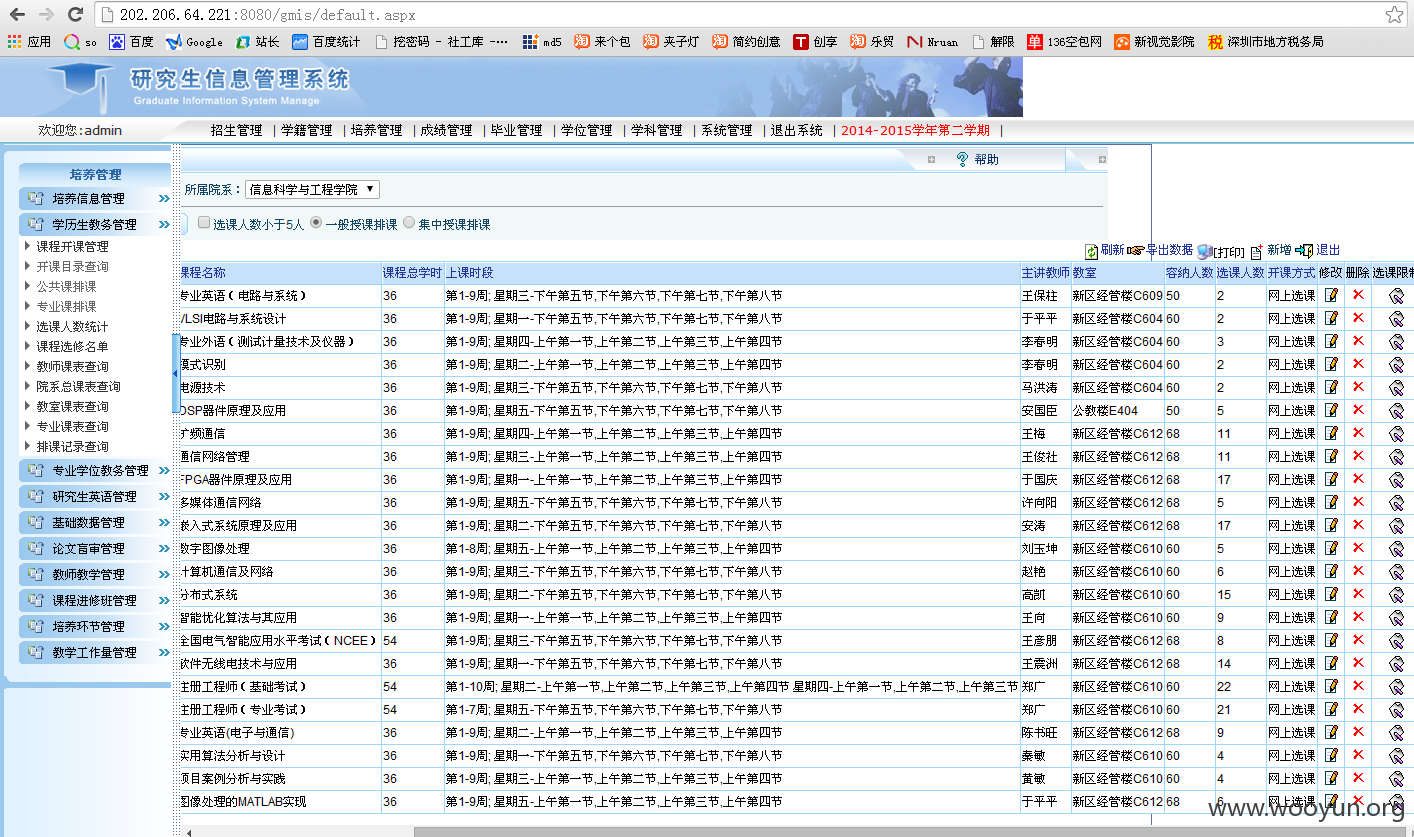 202.206.64.221:8080/gmis/default.aspx
应用 so 百度 Google 站长 百度统计 挖密码 - 社工库 -… md5 来个包 夹子灯 简约创意 创享 乐贸 Nruan 解限 136空包网 新视觉影院 深圳市地方税务局
研究生信息管理系统
Graduate Information System Manage
欢迎您:admin 招生管理 | 学籍管理 | 培养管理 | 成绩管理 | 毕业管理 | 学位管理 | 学科管理 | 系统管理 | 退出系统 | 2014-2015学年第二学期 |
培养管理
培养信息管理
学历生教务管理
课程开课管理
开课目录查询
公共课排课
专业课排课
选课人数统计
课程选修名单
教师课表查询
院系总课表查询
教室课表查询
专业课表查询
排课记录查询
专业学位教务管理
研究生英语管理
基础数据管理
论文盲审管理
教师教学管理
课程进修班管理
培养环节管理
教学工作量管理
帮助
所属院系： 信息科学与工程学院
选课人数小于5人 一般授课排课 集中授课排课
刷新 导出数据 [打印] 新增 退出
课程名称 课程总学时 上课时段 主讲教师 教室 容纳人数 选课人数 开课方式 修改 删除 选课限制
专业英语（电路与系统） 36 第1-9周; 星期三-下午第五节,下午第六节,下午第七节,下午第八节 王保柱 新区经管楼C609 50 2 网上选课
VLSI电路与系统设计 36 第1-9周; 星期一-下午第五节,下午第六节,下午第七节,下午第八节 于平平 新区经管楼C604 60 2 网上选课
专业外语（测试计量技术及仪器） 36 第1-9周; 星期四-上午第一节,上午第二节,上午第三节,上午第四节 李春明 新区经管楼C604 60 3 网上选课
模式识别 36 第1-9周; 星期二-上午第一节,上午第二节,上午第三节,上午第四节 李春明 新区经管楼C604 60 2 网上选课
电源技术 36 第1-9周; 星期二-下午第五节,下午第六节,下午第七节,下午第八节 马洪涛 新区经管楼C604 60 2 网上选课
DSP器件原理及应用 36 第1-9周; 星期五-下午第五节,下午第六节,下午第七节,下午第八节 安国臣 公教楼E404 50 5 网上选课
扩频通信 36 第1-9周; 星期四-上午第一节,上午第二节,上午第三节,上午第四节 王梅 新区经管楼C612 68 11 网上选课
通信网络管理 36 第1-9周; 星期三-上午第一节,上午第二节,上午第三节,上午第四节 王俊社 新区经管楼C612 68 11 网上选课
FPGA器件原理及应用 36 第1-9周; 星期一-上午第一节,上午第二节,上午第三节,上午第四节 于国庆 新区经管楼C612 68 17 网上选课
多媒体通信网络 36 第1-9周; 星期五-下午第五节,下午第六节,下午第七节,下午第八节 许向阳 新区经管楼C612 68 5 网上选课
嵌入式系统原理及应用 36 第1-9周; 星期二-下午第五节,下午第六节,下午第七节,下午第八节 安涛 新区经管楼C612 68 17 网上选课
数字图像处理 36 第1-8周; 星期五-上午第一节,上午第二节,上午第三节,上午第四节 刘玉坤 新区经管楼C610 60 5 网上选课
计算机通信及网络 36 第1-9周; 星期三-下午第五节,下午第六节,下午第七节,下午第八节 赵艳 新区经管楼C610 60 6 网上选课
分布式系统 36 第1-9周; 星期二-下午第五节,下午第六节,下午第七节,下午第八节 高凯 新区经管楼C610 60 15 网上选课
智能优化算法与其应用 36 第1-9周; 星期一-上午第一节,上午第二节,上午第三节,上午第四节 王向 新区经管楼C610 60 9 网上选课
全国电气智能应用水平考试（NCEE） 54 第1-9周; 星期三-下午第五节,下午第六节,下午第七节,下午第八节 王彦朋 新区经管楼C612 68 8 网上选课
软件无线电技术与应用 36 第1-9周; 星期一-下午第五节,下午第六节,下午第七节,下午第八节 王震洲 新区经管楼C612 68 14 网上选课
注册工程师（基础考试） 54 第1-10周; 星期二-上午第一节,上午第二节,上午第三节,上午第四节 星期四-上午第一节,上午第二节,上午第三节 郑广 新区经管楼C610 60 22 网上选课
注册工程师（专业考试） 54 第1-7周; 星期五-下午第五节,下午第六节,下午第七节,下午第八节 郑广 新区经管楼C610 60 21 网上选课
专业英语(电子与通信) 36 第1-9周; 星期二-上午第一节,上午第二节,上午第三节,上午第四节 陈书旺 新区经管楼C612 68 9 网上选课
实用算法分析与设计 36 第1-9周; 星期一-下午第五节,下午第六节,下午第七节,下午第八节 秦敏 新区经管楼C610 60 4 网上选课
项目案例分析与实践 36 第1-9周; 星期三-上午第一节,上午第二节,上午第三节,上午第四节 黄敏 新区经管楼C610 60 4 网上选课
图像处理的MATLAB实现 36 第1-9周; 星期五-上午第一节,上午第二节,上午第三节,上午第四节 于平平 新区经管楼C612 68 6 网上选课
www.wooyun.org